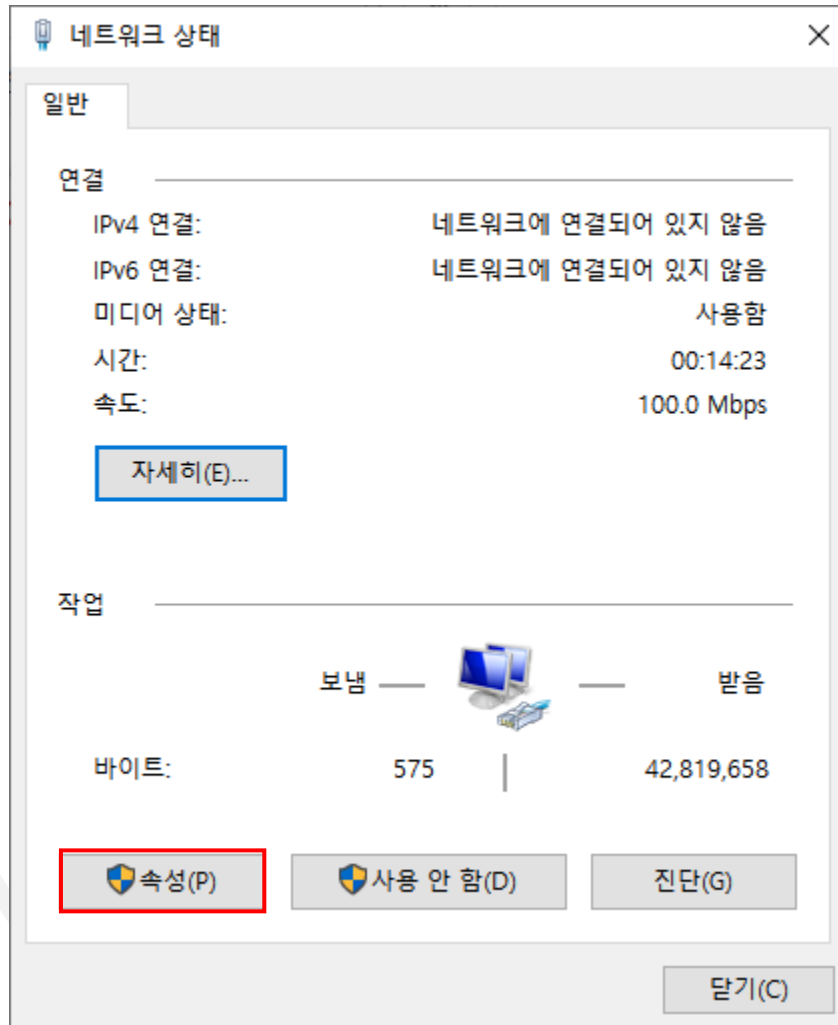 네트워크 상태
일반
연결
IPv4 연결: 네트워크에 연결되어 있지 않음
IPv6 연결: 네트워크에 연결되어 있지 않음
미디어 상태: 사용함
시간: 00:14:23
속도: 100.0 Mbps
자세히(E)...
작업
보냄 받음
바이트: 575 42,819,658
속성(P) 사용 안 함(D) 진단(G)
닫기(C)